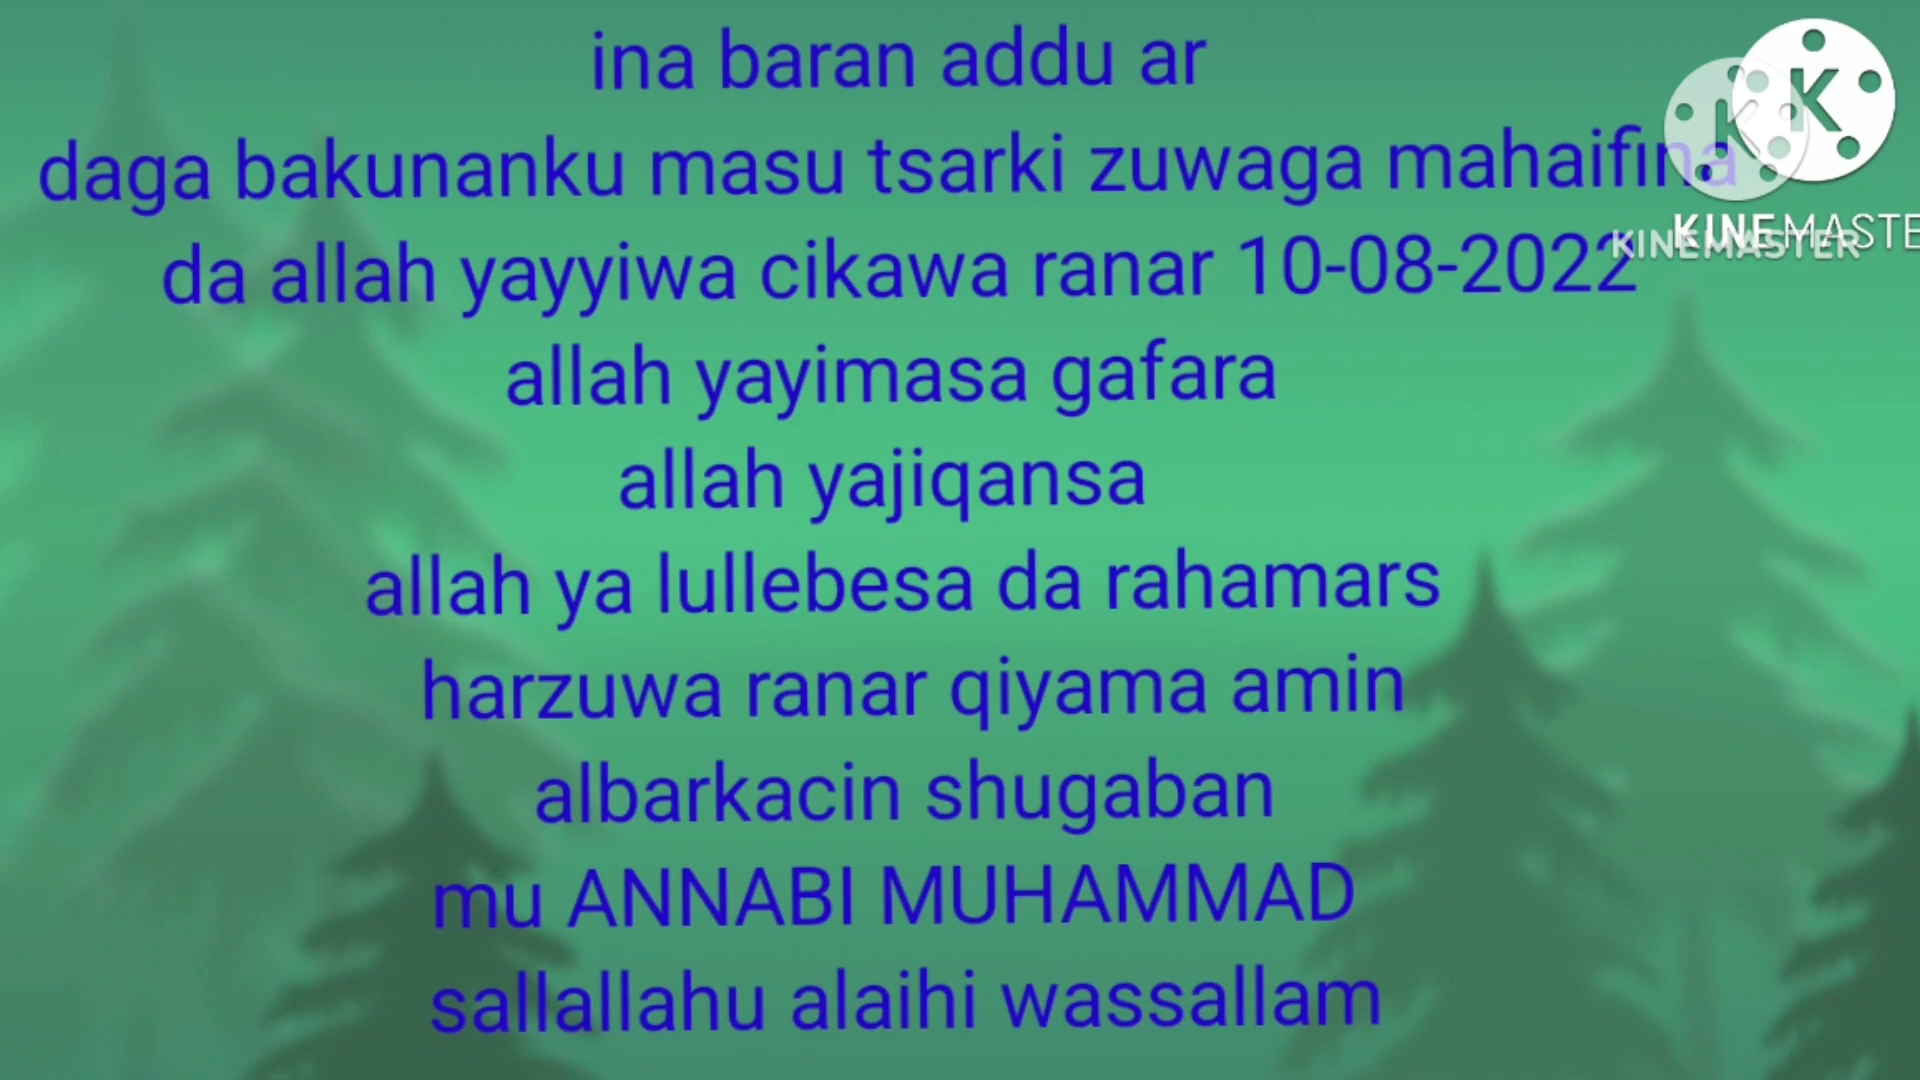 ina baran addu ar
daga bakunanku masu tsarki zuwaga mahaifina
da allah yayyiwa cikawa ranar 10-08-2022
allah yayimasa gafara
allah yajiqansa
allah ya lullebesa da rahamars
harzuwa ranar qiyama amin
albarkacin shugaban
mu ANNABI MUHAMMAD
sallallahu alaihi wassallam
K
KINEMASTE
K
KINEMASTER